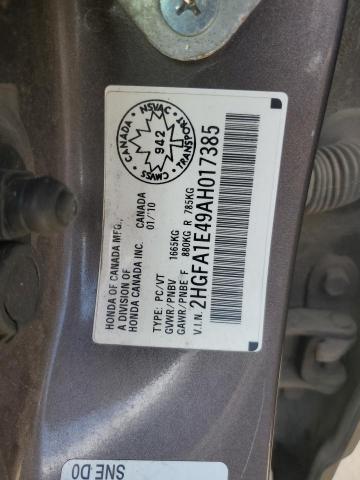 HONDA OF CANADA MFG.,
A DIVISION OF
HONDA CANADA INC.
CANADA
01/'10
TYPE: PC/VT
GVWR/PNBV 1665KG
GAWR/PNBE F 880KG R 785KG
V.I.N. 2HGFA1E49AH017385
CANADA · NSVAC
942
CMVSS · TRANSPORT
SNE D0